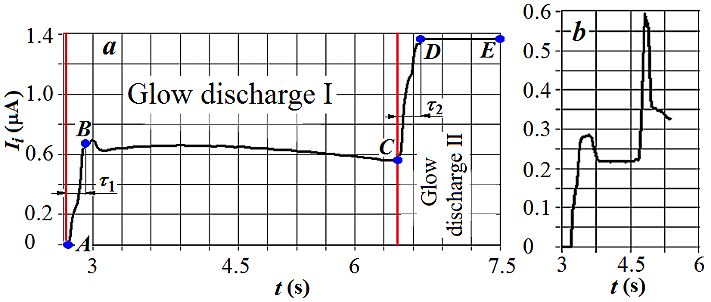 a
1.4
1.0
0.6
0.2
0
I_i (μA)
Glow discharge I
B
τ₁
A
C
D
E
τ₂
Glow
discharge II
3
4.5
6
7.5
t (s)
b
0.6
0.5
0.4
0.3
0.2
0.1
0
3
4.5
6
t (s)